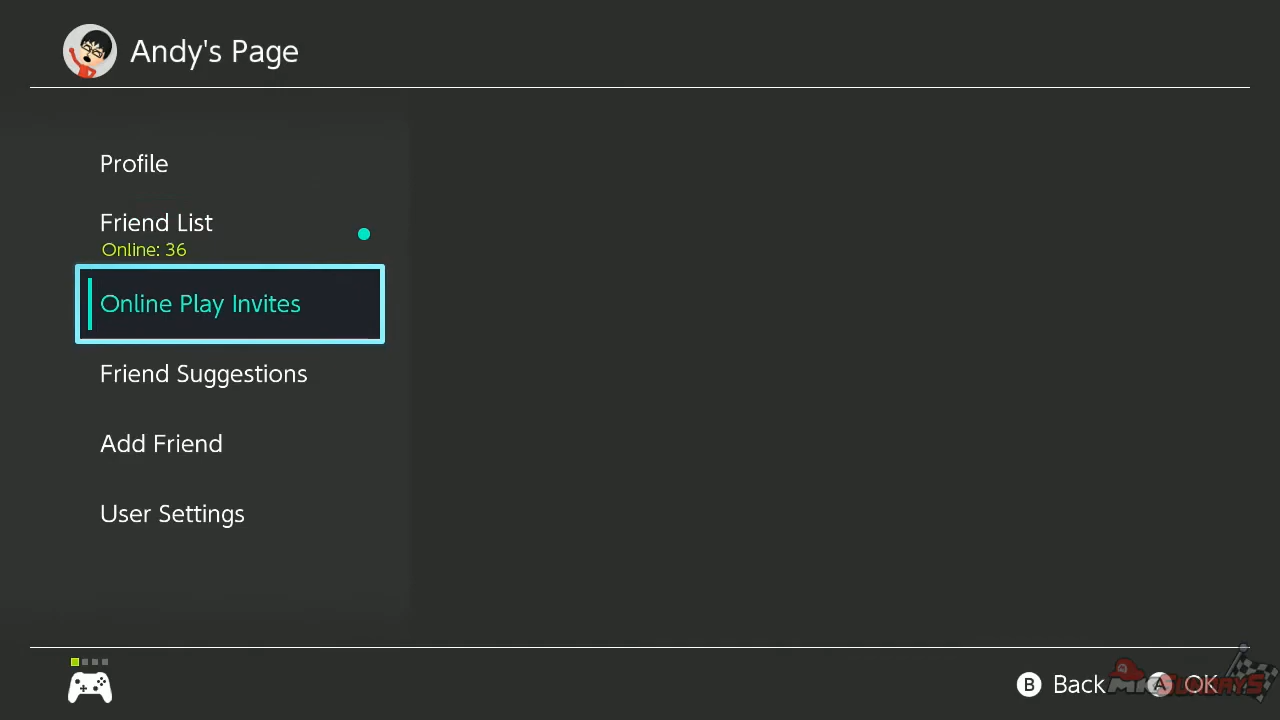 Andy's Page
Profile
Friend List
Online: 36
Online Play Invites
Friend Suggestions
Add Friend
User Settings
B Back A OK